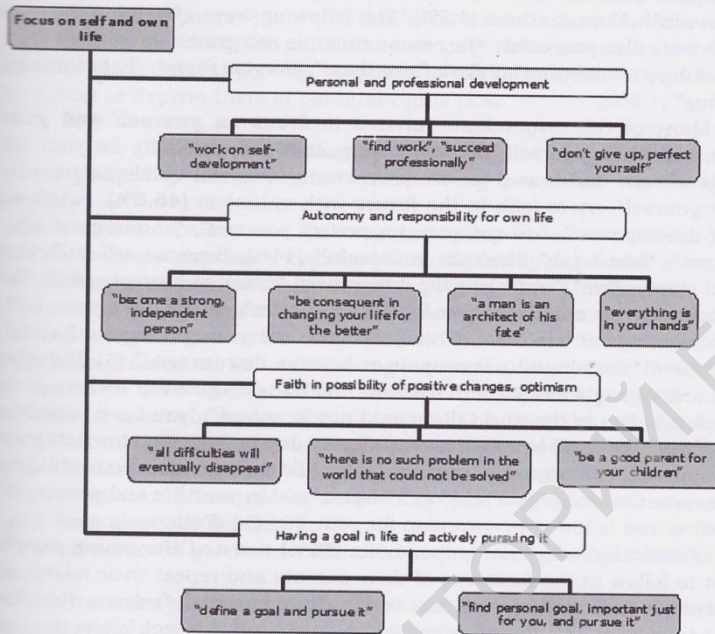 Focus on self and own
life
Personal and professional development
"work on self-
development"
"find work", "succeed
professionally"
"don't give up, perfect
yourself"
Autonomy and responsibility for own life
"become a strong,
independent
person"
"be consequent in
changing your life for
the better"
"a man is an
architect of his
fate"
"everything is
in your hands"
Faith in possibility of positive changes, optimism
"all difficulties will
eventually disappear"
"there is no such problem in the
world that could not be solved"
"be a good parent for
your children"
Having a goal in life and actively pursuing it
"define a goal and pursue it"
"find personal goal, important just
for you, and pursue it"